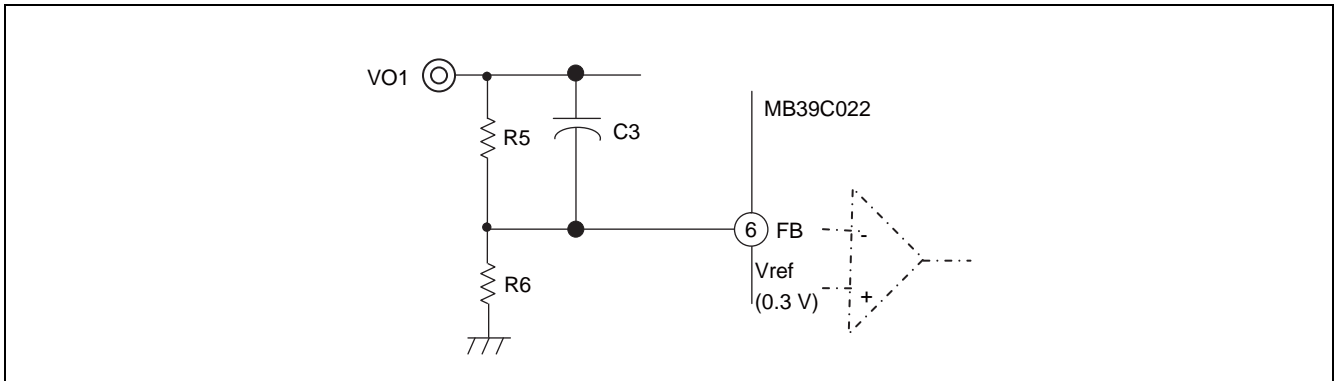 VO1
R5
C3
MB39C022
6 FB
-
Vref
(0.3 V)
+
R6